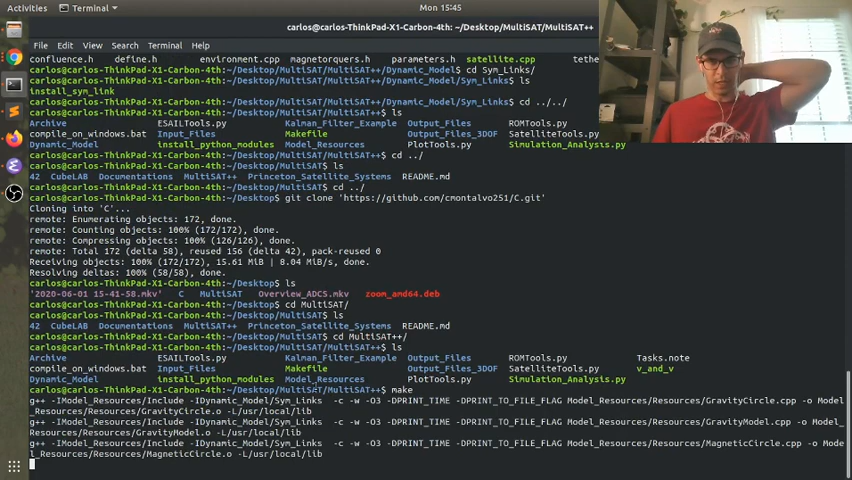 Activities
Terminal
Mon 15:45
carlos@carlos-ThinkPad-X1-Carbon-4th: ~/Desktop/MultiSAT/MultiSAT++
File Edit View Search Terminal Help
confluence.h define.h environment.cpp magnetorquers.h parameters.h satellite.cpp tethe
carlos@carlos-ThinkPad-X1-Carbon-4th:~/Desktop/MultiSAT/MultiSAT++/Dynamic_Model$ cd Sym_Links/
carlos@carlos-ThinkPad-X1-Carbon-4th:~/Desktop/MultiSAT/MultiSAT++/Dynamic_Model/Sym_Links$ ls
install_sym_link
carlos@carlos-ThinkPad-X1-Carbon-4th:~/Desktop/MultiSAT/MultiSAT++/Dynamic_Model/Sym_Links$ cd ../../
carlos@carlos-ThinkPad-X1-Carbon-4th:~/Desktop/MultiSAT/MultiSAT++$ ls
Archive ESAILTools.py Kalman_Filter_Example Output_Files ROMTools.py
compile_on_windows.bat Input_Files Makefile Output_Files_3DOF SatelliteTools.py
Dynamic_Model install_python_modules Model_Resources PlotTools.py Simulation_Analysis.py
carlos@carlos-ThinkPad-X1-Carbon-4th:~/Desktop/MultiSAT/MultiSAT++$ cd ../
carlos@carlos-ThinkPad-X1-Carbon-4th:~/Desktop/MultiSAT$ ls
42 CubeLAB Documentations MultiSAT++ Princeton_Satellite_Systems README.md
carlos@carlos-ThinkPad-X1-Carbon-4th:~/Desktop/MultiSAT$ cd ../
carlos@carlos-ThinkPad-X1-Carbon-4th:~/Desktop$ git clone 'https://github.com/cmontalvo251/C.git'
Cloning into 'C'...
remote: Enumerating objects: 172, done.
remote: Counting objects: 100% (172/172), done.
remote: Compressing objects: 100% (126/126), done.
remote: Total 172 (delta 58), reused 156 (delta 42), pack-reused 0
Receiving objects: 100% (172/172), 15.61 MiB | 8.04 MiB/s, done.
Resolving deltas: 100% (58/58), done.
carlos@carlos-ThinkPad-X1-Carbon-4th:~/Desktop$ ls
'2020-06-01 15-41-58.mkv' C MultiSAT Overview_ADCS.mkv zoom_amd64.deb
carlos@carlos-ThinkPad-X1-Carbon-4th:~/Desktop$ cd MultiSAT/
carlos@carlos-ThinkPad-X1-Carbon-4th:~/Desktop/MultiSAT$ ls
42 CubeLAB Documentations MultiSAT++ Princeton_Satellite_Systems README.md
carlos@carlos-ThinkPad-X1-Carbon-4th:~/Desktop/MultiSAT$ cd MultiSAT++/
carlos@carlos-ThinkPad-X1-Carbon-4th:~/Desktop/MultiSAT/MultiSAT++$ ls
Archive ESAILTools.py Kalman_Filter_Example Output_Files ROMTools.py Tasks.note
compile_on_windows.bat Input_Files Makefile Output_Files_3DOF SatelliteTools.py v_and_v
Dynamic_Model install_python_modules Model_Resources PlotTools.py Simulation_Analysis.py
carlos@carlos-ThinkPad-X1-Carbon-4th:~/Desktop/MultiSAT/MultiSAT++$ make
g++ -IModel_Resources/Include -IDynamic_Model/Sym_Links -c -w -O3 -DPRINT_TIME -DPRINT_TO_FILE_FLAG Model_Resources/Resources/GravityCircle.cpp -o Model
_Resources/Resources/GravityCircle.o -L/usr/local/lib
g++ -IModel_Resources/Include -IDynamic_Model/Sym_Links -c -w -O3 -DPRINT_TIME -DPRINT_TO_FILE_FLAG Model_Resources/Resources/GravityModel.cpp -o Model_
Resources/Resources/GravityModel.o -L/usr/local/lib
g++ -IModel_Resources/Include -IDynamic_Model/Sym_Links -c -w -O3 -DPRINT_TIME -DPRINT_TO_FILE_FLAG Model_Resources/Resources/MagneticCircle.cpp -o Mode
l_Resources/Resources/MagneticCircle.o -L/usr/local/lib